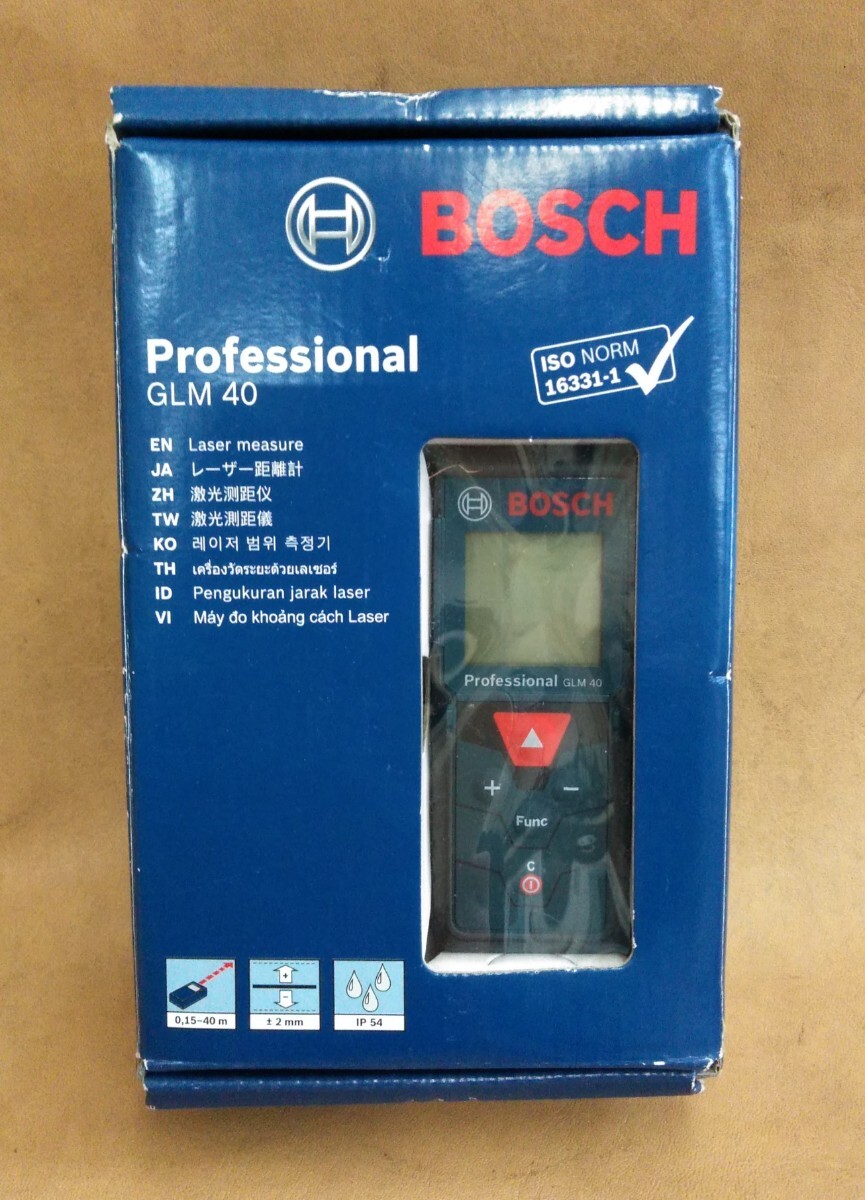 BOSCH
Professional
GLM 40
ISO NORM
16331-1
EN Laser measure
JA レーザー距離計
ZH 激光测距仪
TW 激光測距儀
KO 레이저 범위 측정기
TH เครื่องวัดระยะด้วยเลเซอร์
ID Pengukuran jarak laser
VI Máy đo khoảng cách Laser
BOSCH
Professional GLM 40
+ −
Func
C
0,15–40 m
± 2 mm
IP 54